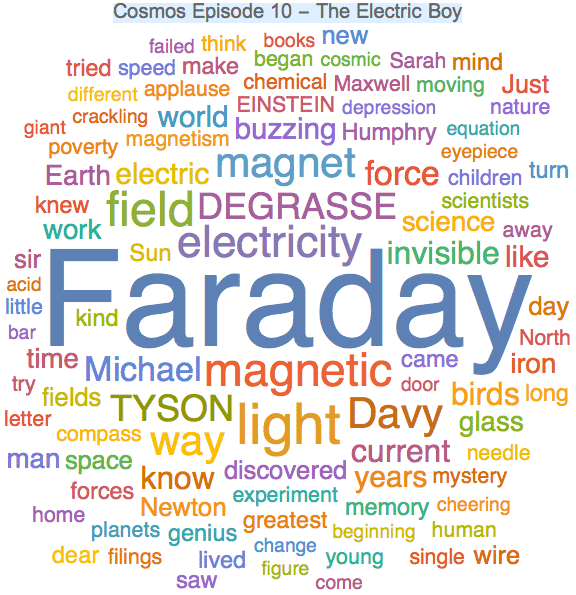 Cosmos Episode 10 – The Electric Boy
failed think books new
tried speed make began cosmic Sarah mind
different applause chemical Maxwell moving Just
giant crackling world EINSTEIN depression nature
poverty magnetism buzzing Humphry equation
Earth electric magnet force eyepiece children turn
knew field DEGRASSE science scientists
work Sun electricity invisible like away
sir
acid Faraday
little kind day
bar North
time Michael magnetic came iron
try fields door birds long
letter TYSON light Davy glass
compass way
man space know discovered current needle
forces experiment years mystery
home Newton greatest memory cheering
planets genius beginning human
dear filings lived change young single wire
saw figure come